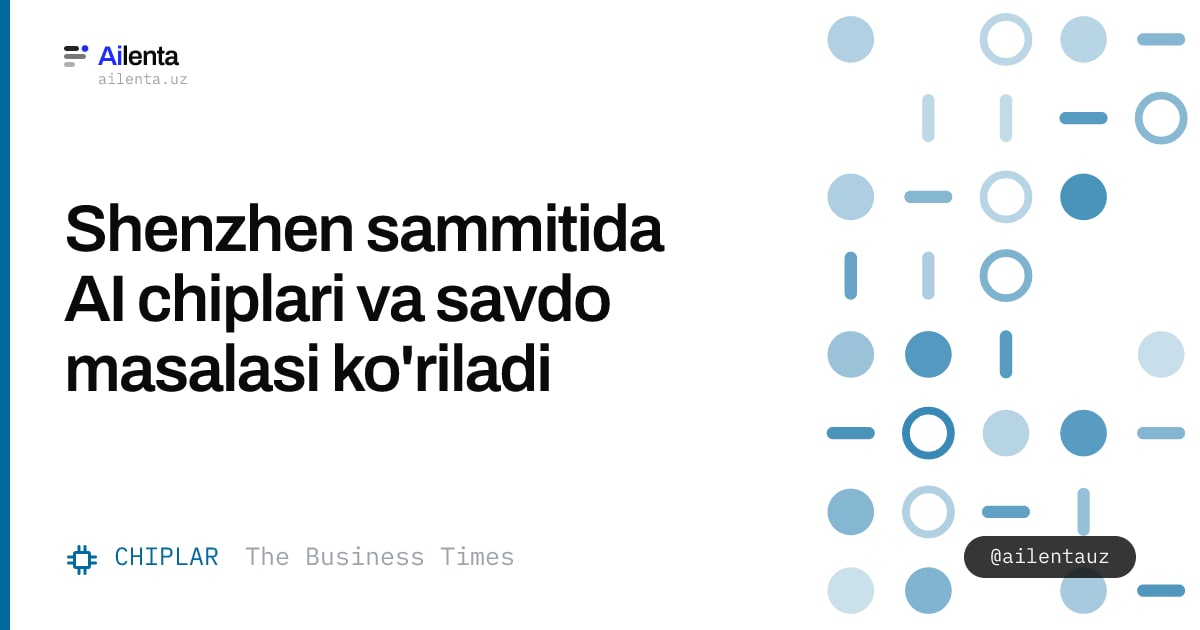 Ailenta
ailenta.uz
Shenzhen sammitida
AI chiplari va savdo
masalasi ko'riladi
CHIPLAR The Business Times
@ailentauz